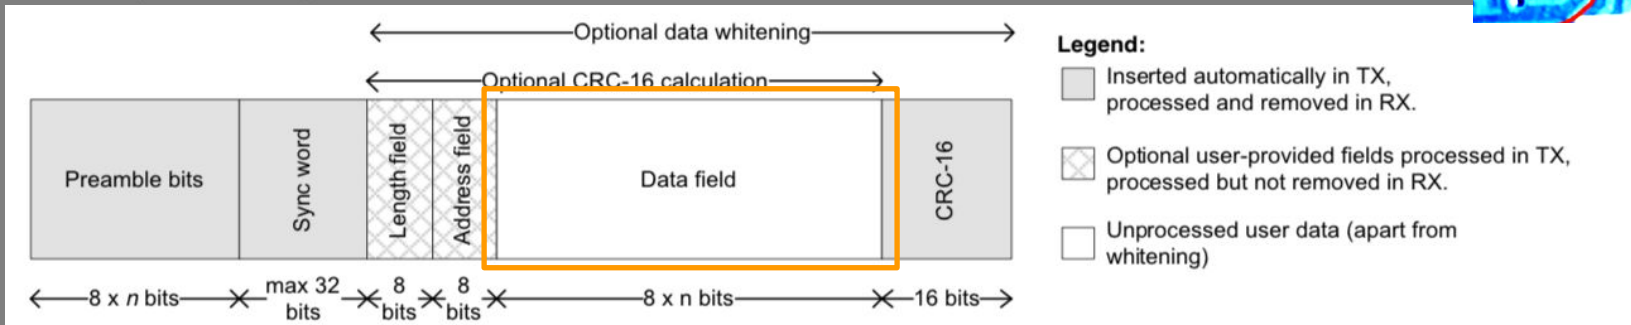 Optional data whitening
Optional CRC-16 calculation
Preamble bits
Sync word
Length field
Address field
Data field
CRC-16
8 x n bits
max 32
bits
8
bits
8
bits
8 x n bits
16 bits
Legend:
Inserted automatically in TX,
processed and removed in RX.
Optional user-provided fields processed in TX,
processed but not removed in RX.
Unprocessed user data (apart from
whitening)